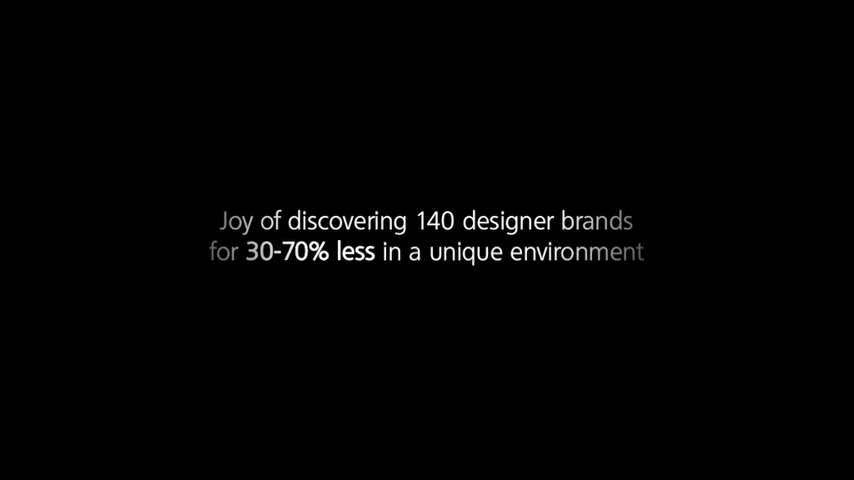 Joy of discovering 140 designer brands
for 30-70% less in a unique environment